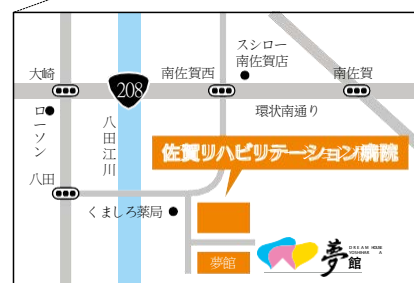 スシロー
南佐賀店
大崎
208
南佐賀西
南佐賀
ローソン
八田江川
環状南通り
佐賀リハビリテーション病院
八田
くましろ薬局
夢館
夢館
DREAM HOUSE